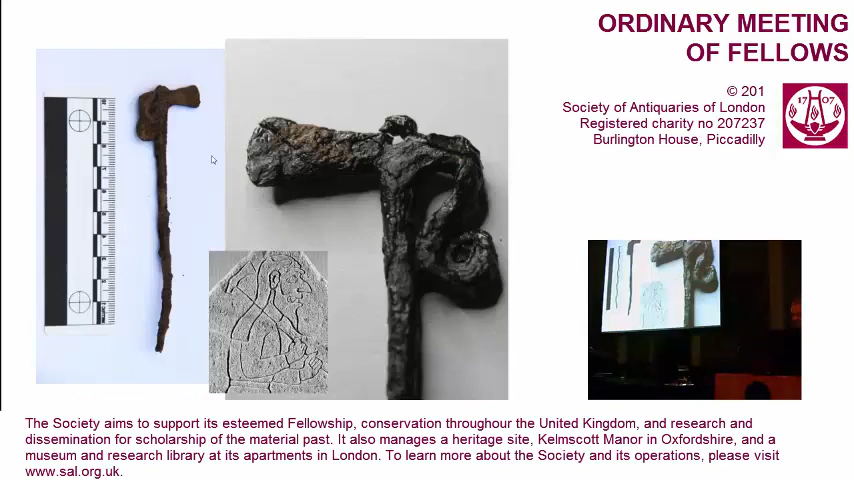 ORDINARY MEETING
OF FELLOWS
© 201
Society of Antiquaries of London
Registered charity no 207237
Burlington House, Piccadilly
17 07
The Society aims to support its esteemed Fellowship, conservation throughour the United Kingdom, and research and
dissemination for scholarship of the material past. It also manages a heritage site, Kelmscott Manor in Oxfordshire, and a
museum and research library at its apartments in London. To learn more about the Society and its operations, please visit
www.sal.org.uk.